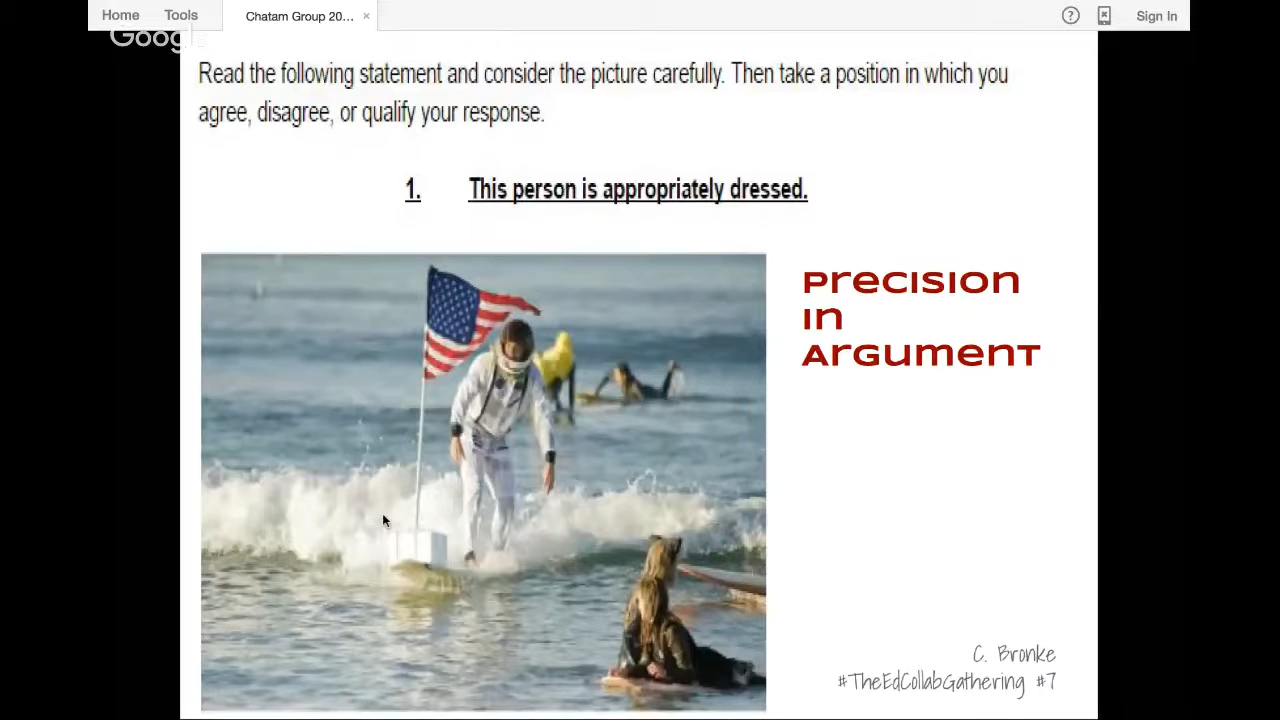 Home Tools Chatam Group 20... × ? Sign In
Google
Read the following statement and consider the picture carefully. Then take a position in which you
agree, disagree, or qualify your response.
1. This person is appropriately dressed.
Precision
in
Argument
C. Bronke
#TheEdCollabGathering #7